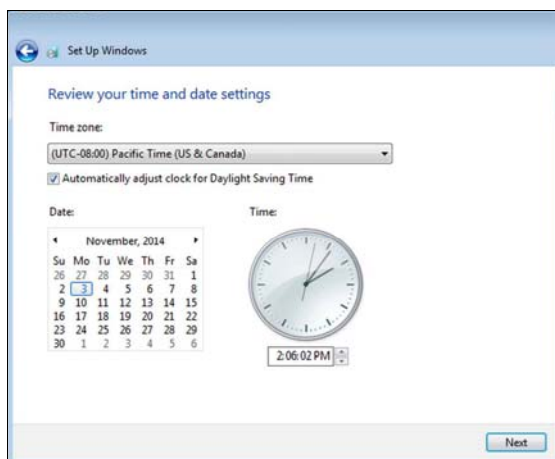 Set Up Windows
Review your time and date settings
Time zone:
(UTC-08:00) Pacific Time (US & Canada)
Automatically adjust clock for Daylight Saving Time
Date:
Time:
November, 2014
Su Mo Tu We Th Fr Sa
26 27 28 29 30 31 1
2 3 4 5 6 7 8
9 10 11 12 13 14 15
16 17 18 19 20 21 22
23 24 25 26 27 28 29
30 1 2 3 4 5 6
2:06:02 PM
Next